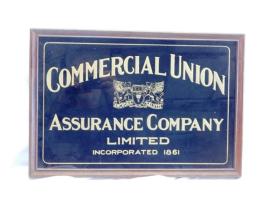 COMMERCIAL UNION
ASSURANCE COMPANY
LIMITED
INCORPORATED 1861